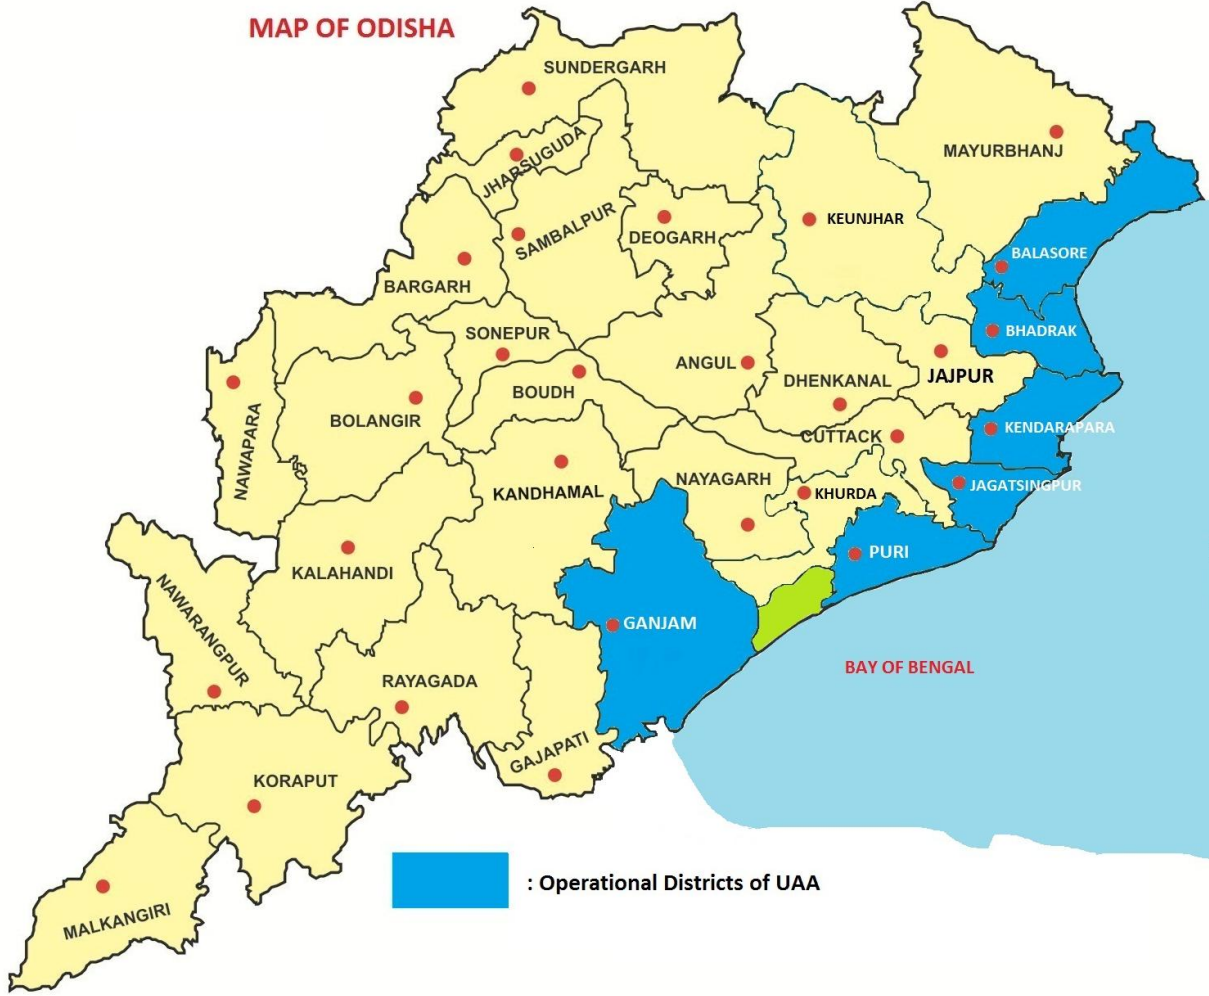 MAP OF ODISHA
SUNDERGARH
JHARSUGUDA
MAYURBHANJ
SAMBALPUR
DEOGARH
KEUNJHAR
BARGARH
BALASORE
SONEPUR
BHADRAK
ANGUL
JAJPUR
DHENKANAL
BOUDH
BOLANGIR
KENDARAPARA
CUTTACK
NAWAPARA
NAYAGARH
KANDHAMAL
KHURDA
JAGATSINGPUR
PURI
KALAHANDI
NAWARANGPUR
GANJAM
BAY OF BENGAL
RAYAGADA
GAJAPATI
KORAPUT
: Operational Districts of UAA
MALKANGIRI